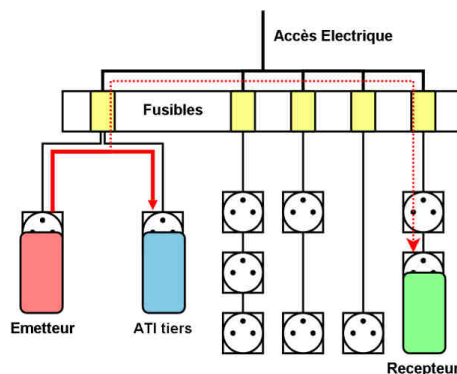 Accès Electrique
Fusibles
Emetteur
ATI tiers
Recepteur